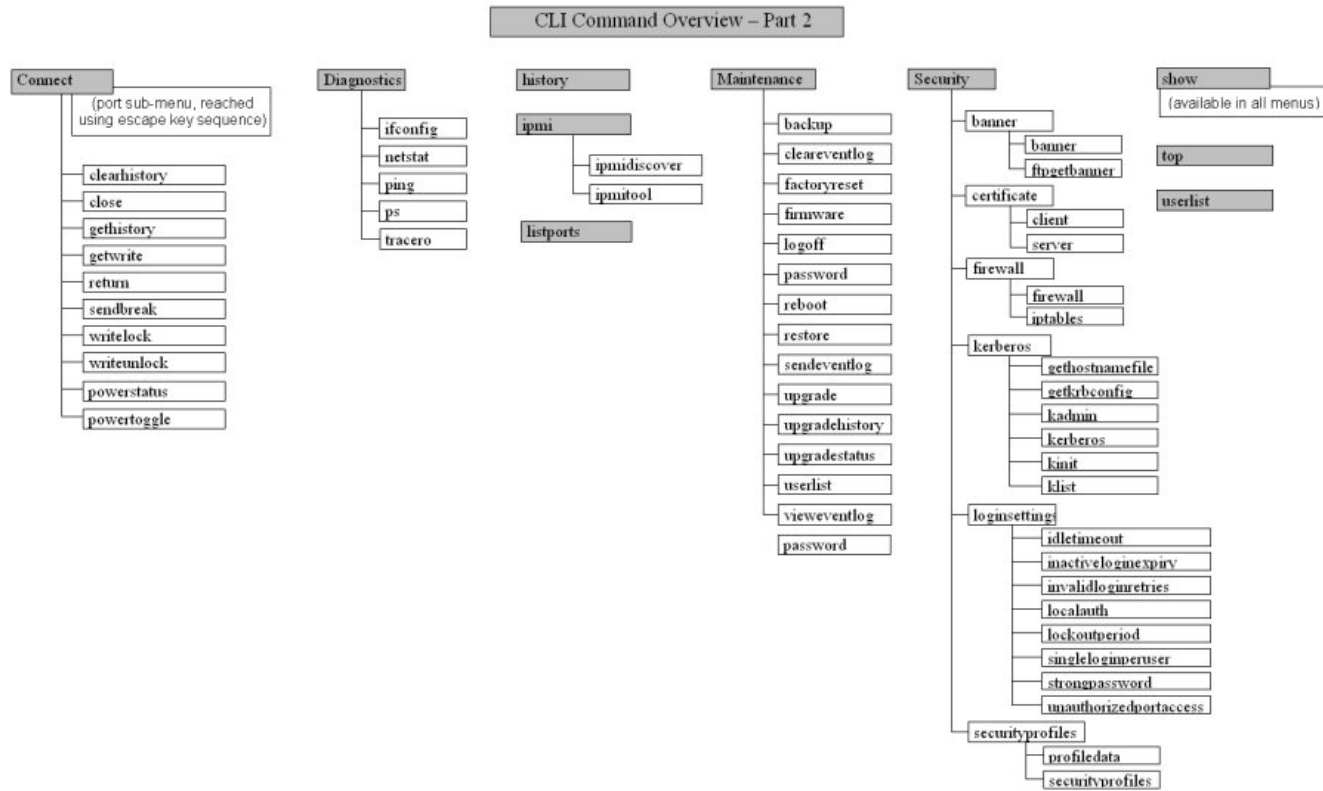 CLI Command Overview – Part 2
Connect
(port sub-menu, reached
using escape key sequence)
clearhistory
close
gethistory
getwrite
return
sendbreak
writelock
writeunlock
powerstatus
powertoggle
Diagnostics
ifconfig
netstat
ping
ps
tracero
history
ipmi
ipmidiscover
ipmitool
listports
Maintenance
backup
cleareventlog
factoryreset
firmware
logoff
password
reboot
restore
sendeventlog
upgrade
upgradehistory
upgradestatus
userlist
vieweventlog
password
Security
banner
banner
ftpgetbanner
certificate
client
server
firewall
firewall
iptables
kerberos
gethostnamefile
getkrbconfig
kadmin
kerberos
kinit
klist
loginsettings
idletimeout
inactiveloginexpiry
invalidloginretries
localauth
lockoutperiod
singleloginperuser
strongpassword
unauthorizedportaccess
securityprofiles
profiledata
securityprofiles
show
(available in all menus)
top
userlist